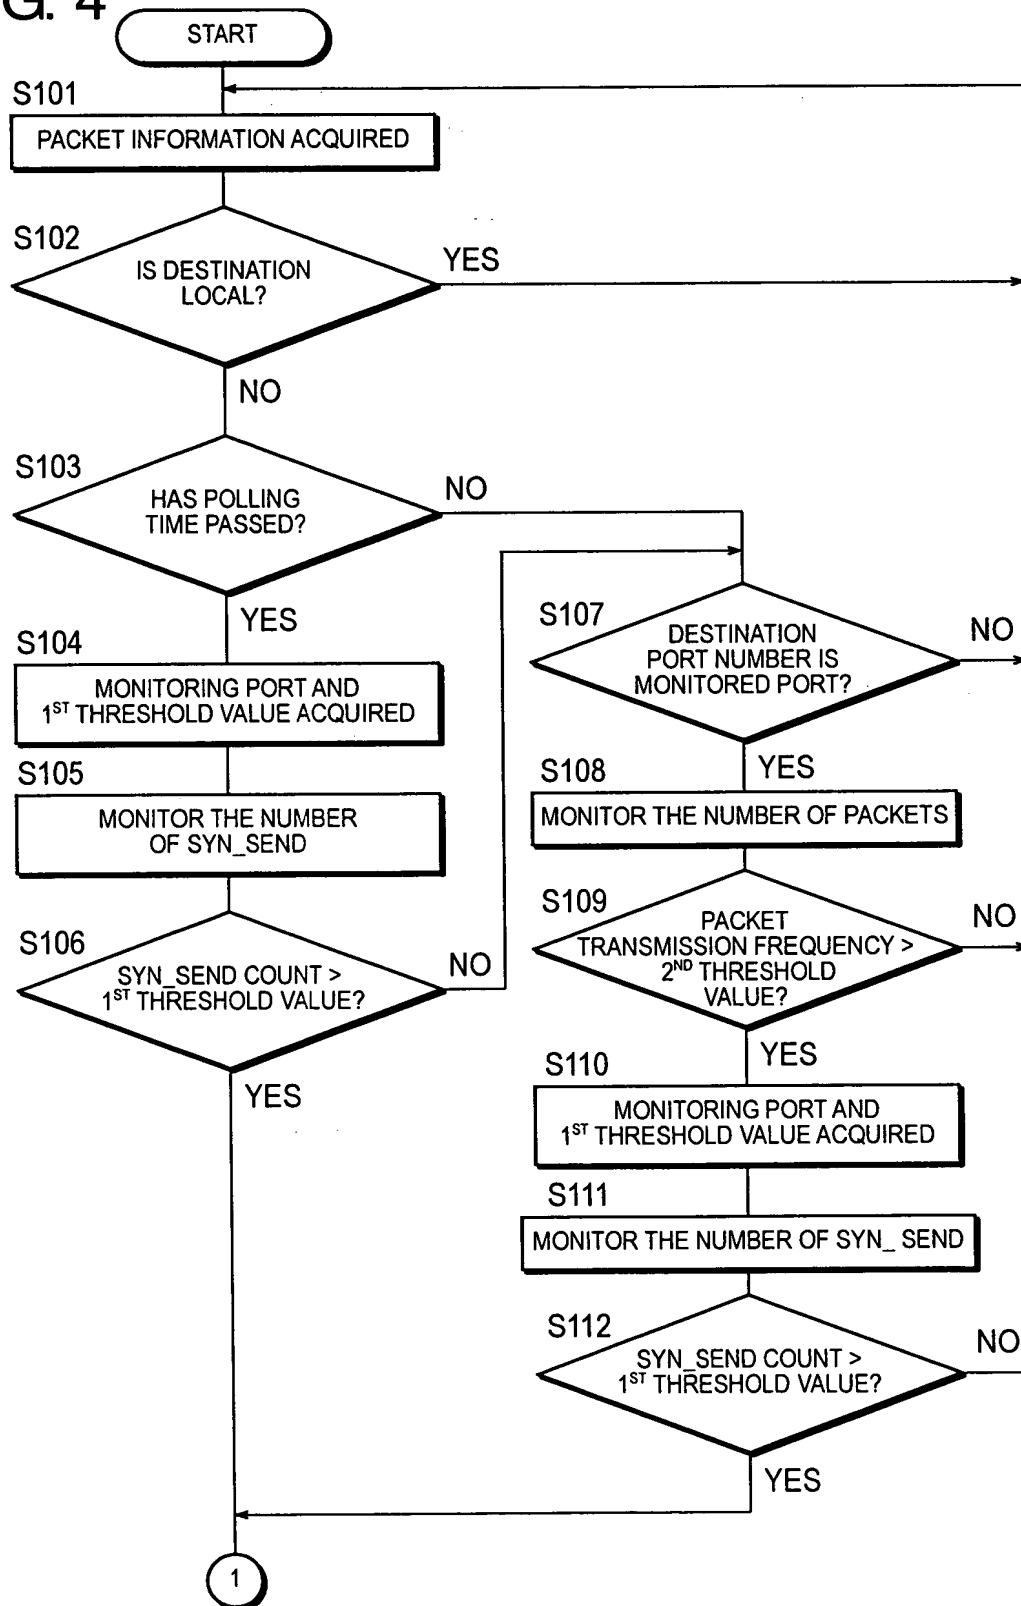 G. 4
START
S101
PACKET INFORMATION ACQUIRED
S102
IS DESTINATION
LOCAL?
YES
NO
S103
HAS POLLING
TIME PASSED?
NO
YES
S104
MONITORING PORT AND
1ST THRESHOLD VALUE ACQUIRED
S105
MONITOR THE NUMBER
OF SYN_SEND
S106
SYN_SEND COUNT >
1ST THRESHOLD VALUE?
NO
YES
S107
DESTINATION
PORT NUMBER IS
MONITORED PORT?
NO
YES
S108
MONITOR THE NUMBER OF PACKETS
S109
PACKET
TRANSMISSION FREQUENCY >
2ND THRESHOLD
VALUE?
NO
YES
S110
MONITORING PORT AND
1ST THRESHOLD VALUE ACQUIRED
S111
MONITOR THE NUMBER OF SYN_ SEND
S112
SYN_SEND COUNT >
1ST THRESHOLD VALUE?
NO
YES
1